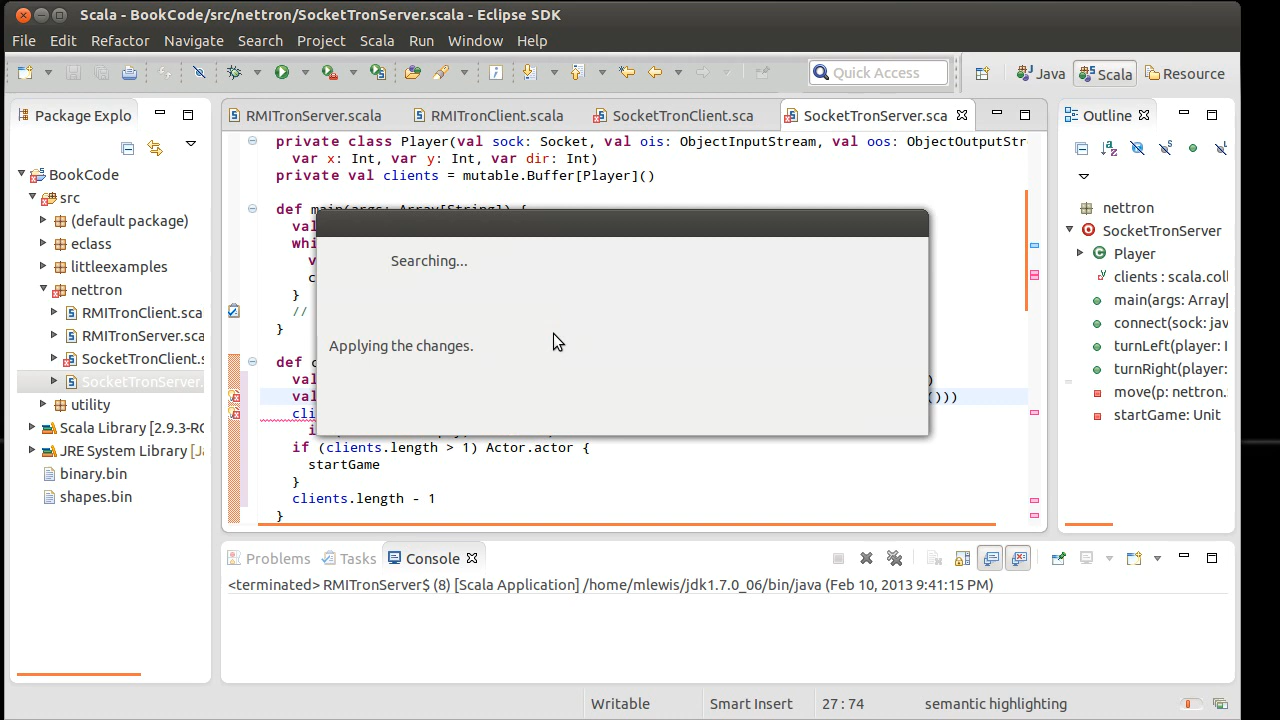 Scala - BookCode/src/nettron/SocketTronServer.scala - Eclipse SDK
File Edit Refactor Navigate Search Project Scala Run Window Help
Quick Access Java Scala Resource
Package Explo
BookCode
src
(default package)
eclass
littleexamples
nettron
RMITronClient.sca
RMITronServer.sca
SocketTronClient.s
SocketTronServer.
utility
Scala Library [2.9.3-RC
JRE System Library [Ja
binary.bin
shapes.bin
RMITronServer.scala RMITronClient.scala SocketTronClient.sca SocketTronServer.sca
private class Player(val sock: Socket, val ois: ObjectInputStream, val oos: ObjectOutputStr
var x: Int, var y: Int, var dir: Int)
private val clients = mutable.Buffer[Player]()
def main(args: Array[String]) {
val
whi
v
c
}
//
}
def c
val )
val ()))
cli
i
if (clients.length > 1) Actor.actor {
startGame
}
clients.length - 1
}
Searching...
Applying the changes.
Outline
nettron
SocketTronServer
Player
clients : scala.coll
main(args: Array[
connect(sock: jav
turnLeft(player: I
turnRight(player:
move(p: nettron.
startGame: Unit
Problems Tasks Console
<terminated> RMITronServer$ (8) [Scala Application] /home/mlewis/jdk1.7.0_06/bin/java (Feb 10, 2013 9:41:15 PM)
Writable Smart Insert 27 : 74 semantic highlighting